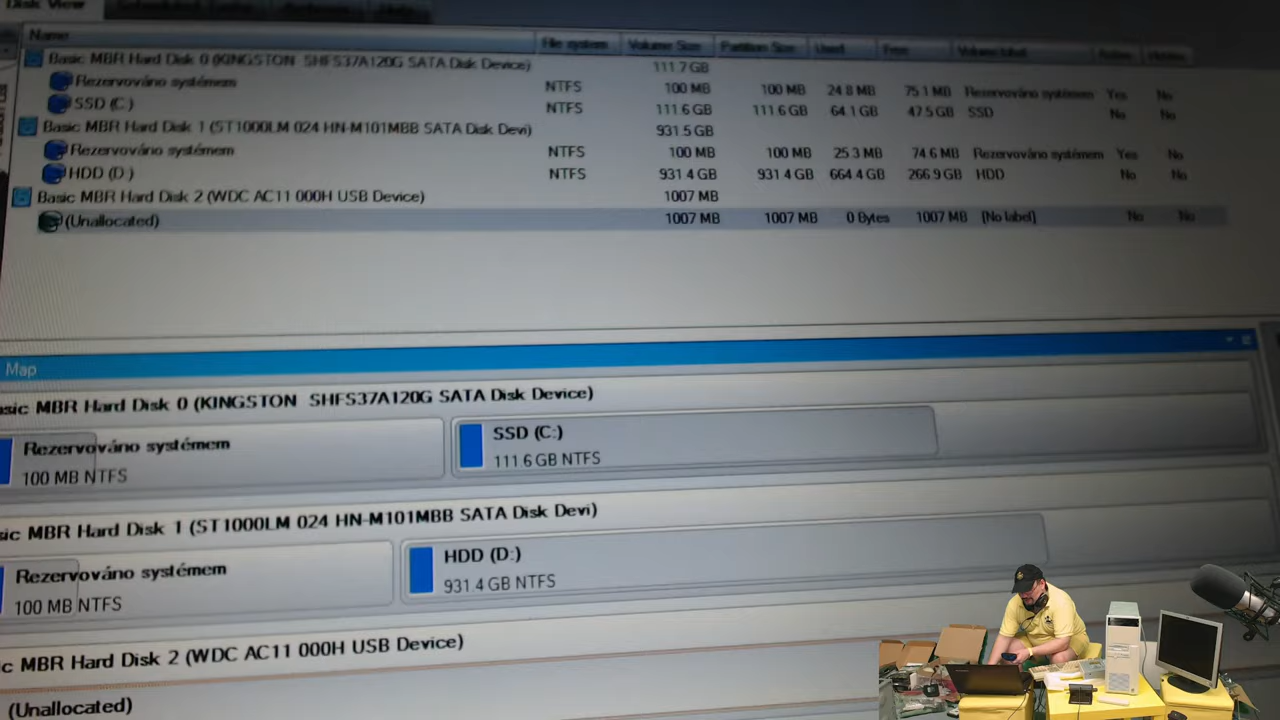 Disk View
Name File system Volume Size Partition Size Used Free Volume label Active Hidden
Basic MBR Hard Disk 0 (KINGSTON SHFS37A120G SATA Disk Device) 111.7 GB
Rezervováno systémem NTFS 100 MB 100 MB 24.8 MB 75.1 MB Rezervováno systémem Yes No
SSD (C:) NTFS 111.6 GB 111.6 GB 64.1 GB 47.5 GB SSD No No
Basic MBR Hard Disk 1 (ST1000LM 024 HN-M101MBB SATA Disk Devi) 931.5 GB
Rezervováno systémem NTFS 100 MB 100 MB 25.3 MB 74.6 MB Rezervováno systémem Yes No
HDD (D:) NTFS 931.4 GB 931.4 GB 664.4 GB 266.9 GB HDD No No
Basic MBR Hard Disk 2 (WDC AC11 000H USB Device) 1007 MB
(Unallocated) 1007 MB 1007 MB 0 Bytes 1007 MB [No label] No No
Map
asic MBR Hard Disk 0 (KINGSTON SHFS37A120G SATA Disk Device)
Rezervováno systémem SSD (C:)
100 MB NTFS 111.6 GB NTFS
sic MBR Hard Disk 1 (ST1000LM 024 HN-M101MBB SATA Disk Devi)
Rezervováno systémem HDD (D:)
100 MB NTFS 931.4 GB NTFS
c MBR Hard Disk 2 (WDC AC11 000H USB Device)
(Unallocated)